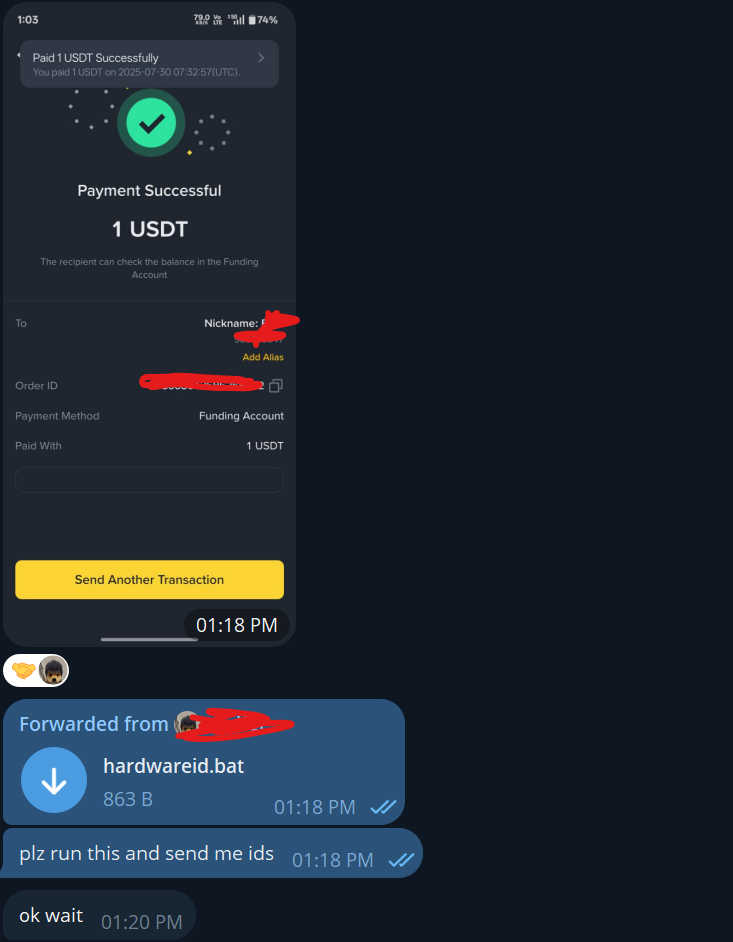 1:03
79.0 KB/S Vo LTE 74%
Paid 1 USDT Successfully
You paid 1 USDT on 2025-07-30 07:32:57(UTC).
Payment Successful
1 USDT
The recipient can check the balance in the Funding
Account
To
Nickname:
Add Alias
Order ID
Payment Method Funding Account
Paid With 1 USDT
Send Another Transaction
01:18 PM
Forwarded from
hardwareid.bat
863 B 01:18 PM
plz run this and send me ids 01:18 PM
ok wait 01:20 PM